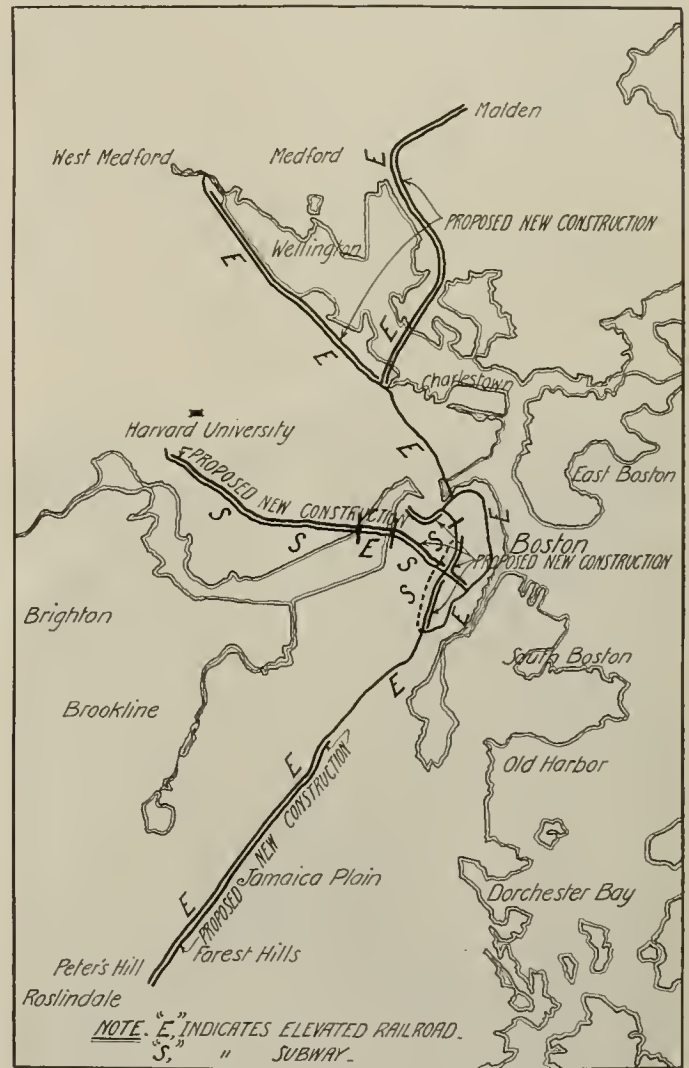 Malden
West Medford
Medford
E
PROPOSED NEW CONSTRUCTION
Wellington
E
E
E
Charlestown
Harvard University
E
PROPOSED NEW CONSTRUCTION
East Boston
S
S
E
S
E
Boston
S
PROPOSED NEW CONSTRUCTION
S
E
Brighton
South Boston
E
Brookline
Old Harbor
E
PROPOSED NEW CONSTRUCTION
Jamaica Plain
Dorchester Bay
E
Forest Hills
Peter's Hill
Roslindale
NOTE. "E," INDICATES ELEVATED RAILROAD.
"S," " SUBWAY.